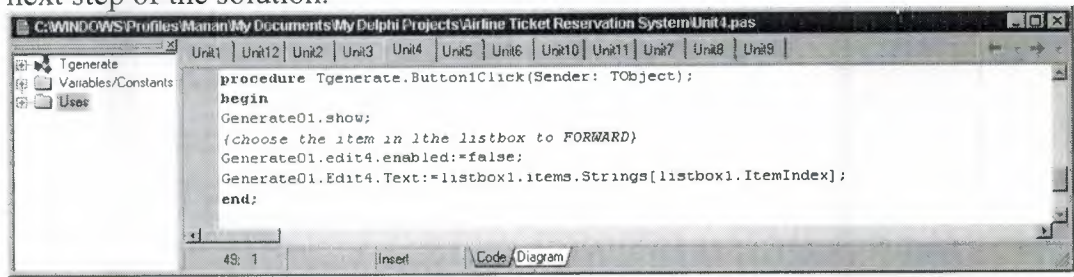 next step of the solution.
C:\WINDOWS\Profiles\Manan\My Documents\My Delphi Projects\Airline Ticket Reservation System\Unit4.pas
Tgenerate
Variables/Constants
Uses
Unit1 Unit12 Unit2 Unit3 Unit4 Unit5 Unit6 Unit10 Unit11 Unit7 Unit8 Unit9
procedure Tgenerate.Button1Click(Sender: TObject);
begin
Generate01.show;
{choose the item in lthe listbox to FORWARD}
Generate01.edit4.enabled:=false;
Generate01.Edit4.Text:=listbox1.items.Strings[listbox1.ItemIndex];
end;
49: 1 Insert Code Diagram